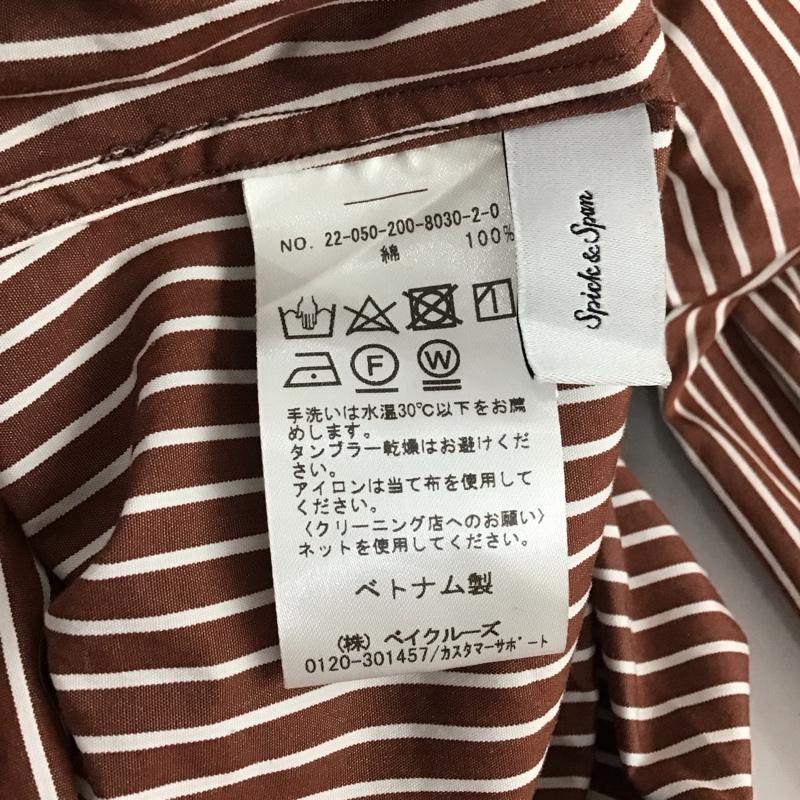 NO. 22-050-200-8030-2-0
綿 100%
F W
手洗いは水温30℃以下をお薦
めします。
タンブラー乾燥はお避けくだ
さい。
アイロンは当て布を使用して
ください。
〈クリーニング店へのお願い〉
ネットを使用してください。
ベトナム製
(株) ベイクルーズ
0120-301457/カスタマーサポート
Spick & Span